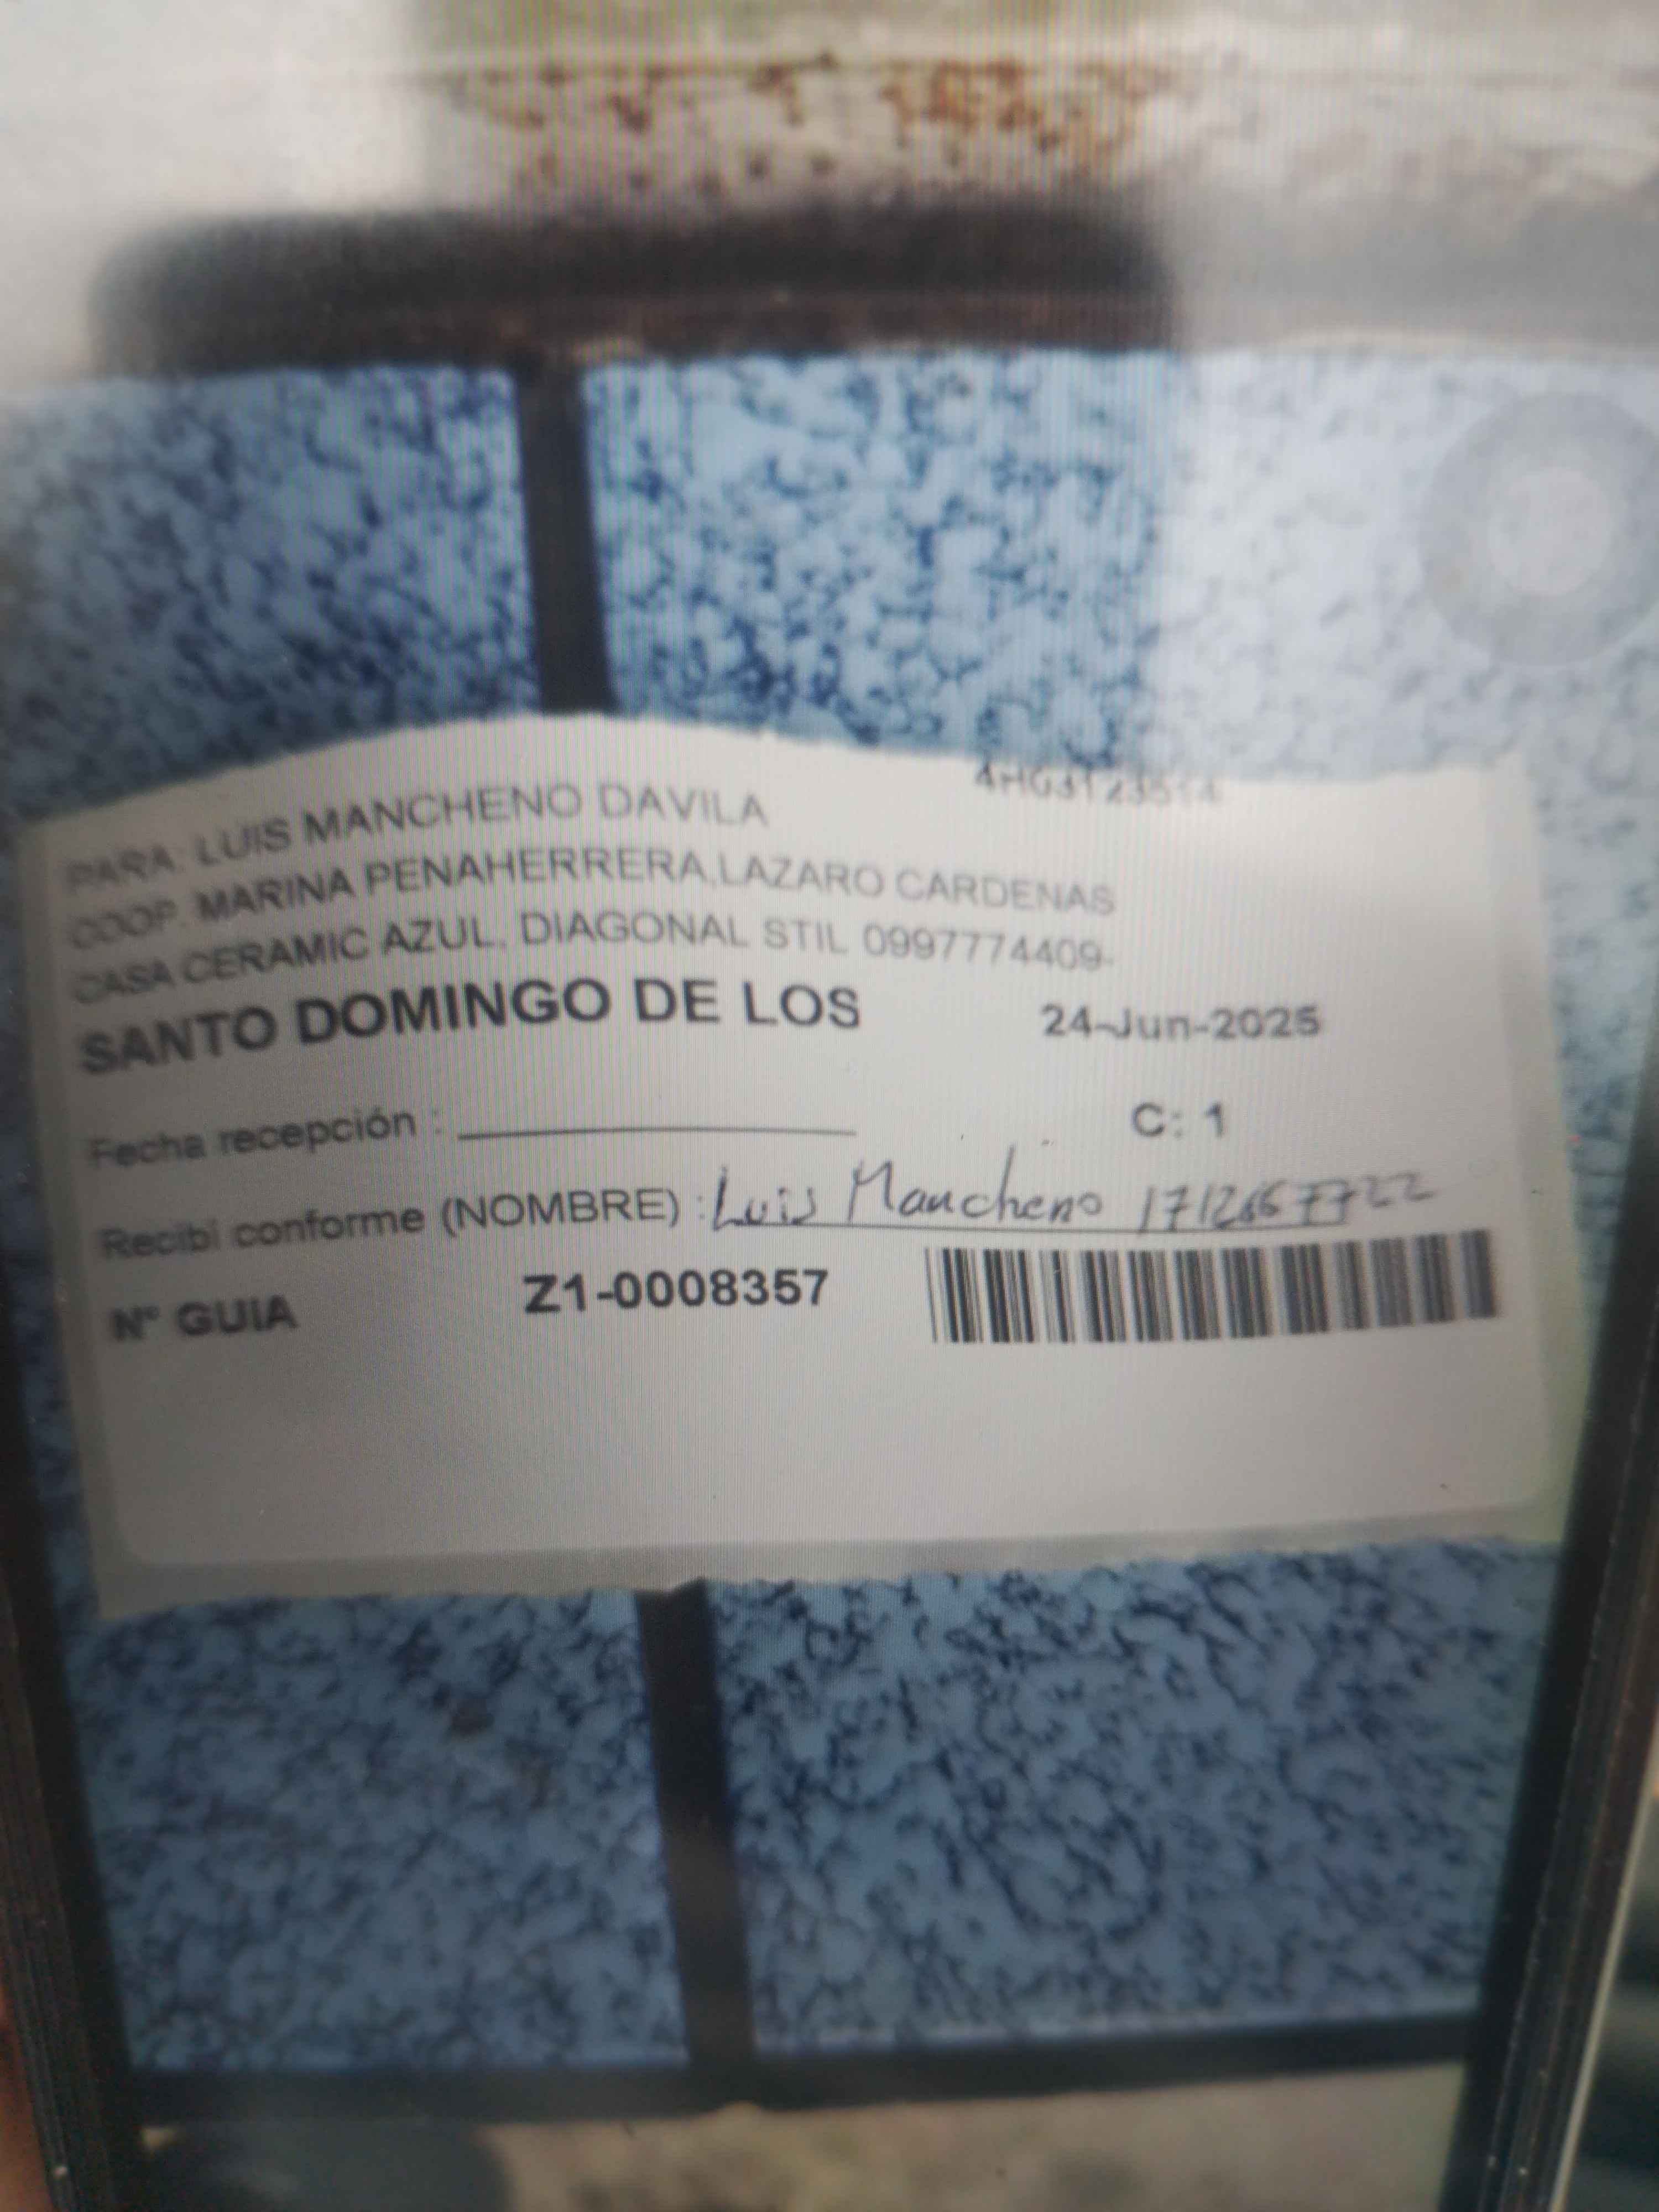 PARA: LUIS MANCHENO DAVILA
COOP. MARINA PENAHERRERA,LAZARO CARDENAS
CASA CERAMIC AZUL, DIAGONAL STIL 0997774409-
SANTO DOMINGO DE LOS 24-Jun-2025
Fecha recepción : C: 1
Recibi conforme (NOMBRE) : Luis Mancheno
N° GUIA Z1-0008357